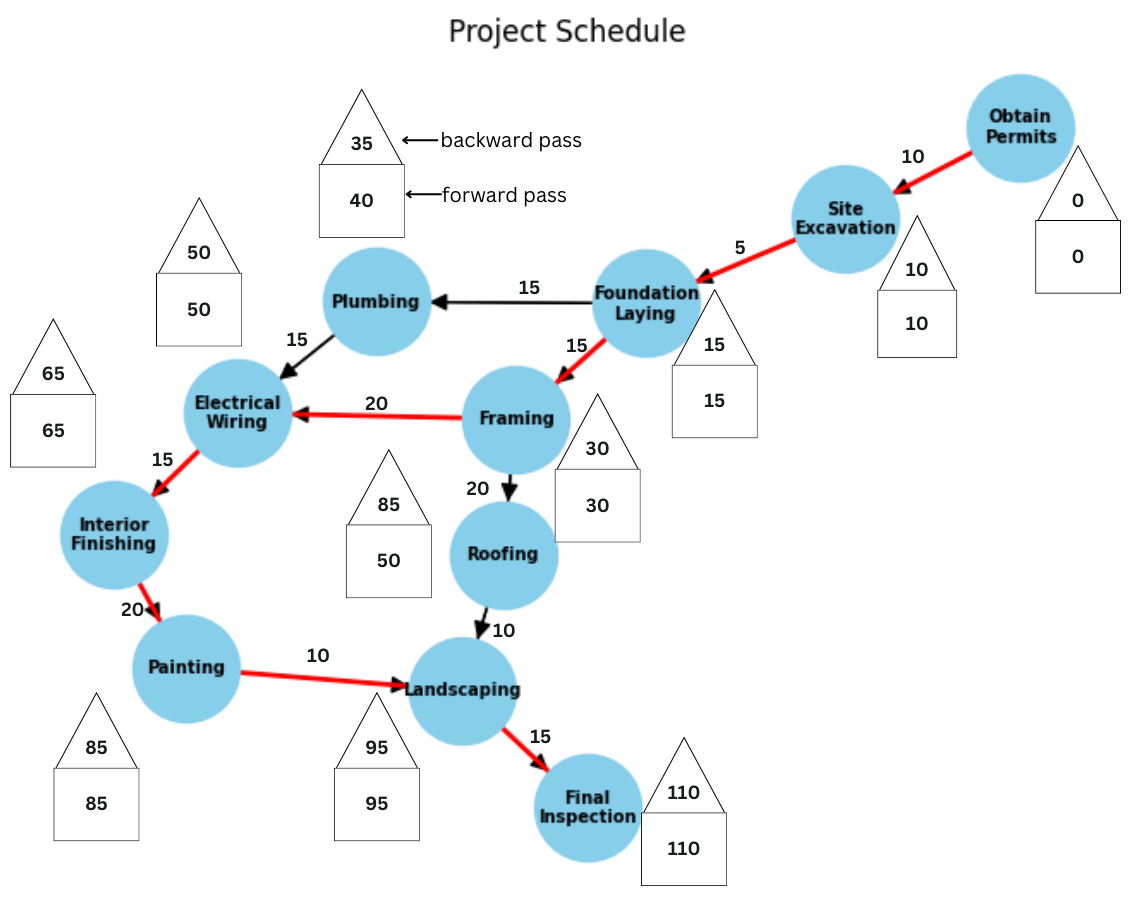 Project Schedule
Obtain
Permits
35
backward pass
40
forward pass
10
0
0
Site
Excavation
5
10
10
50
50
Plumbing
15
Foundation
Laying
15
15
15
15
65
65
Electrical
Wiring
20
Framing
30
30
15
20
85
50
Interior
Finishing
Roofing
20
10
Painting
10
Landscaping
85
85
95
95
15
Final
Inspection
110
110